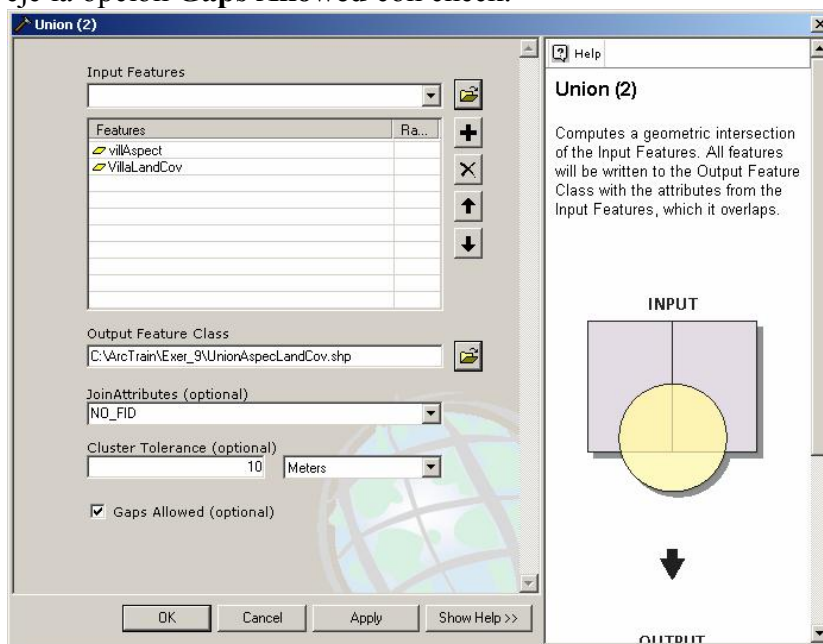 eje la opción Gaps Allowed con check.
Union (2)
Input Features
Features
Ra...
villAspect
VillaLandCov
Output Feature Class
C:\ArcTrain\Exer_9\UnionAspecLandCov.shp
JoinAttributes (optional)
NO_FID
Cluster Tolerance (optional)
10 Meters
Gaps Allowed (optional)
OK Cancel Apply Show Help >>
Help
Union (2)
Computes a geometric intersection
of the Input Features. All features
will be written to the Output Feature
Class with the attributes from the
Input Features, which it overlaps.
INPUT
OUTPUT